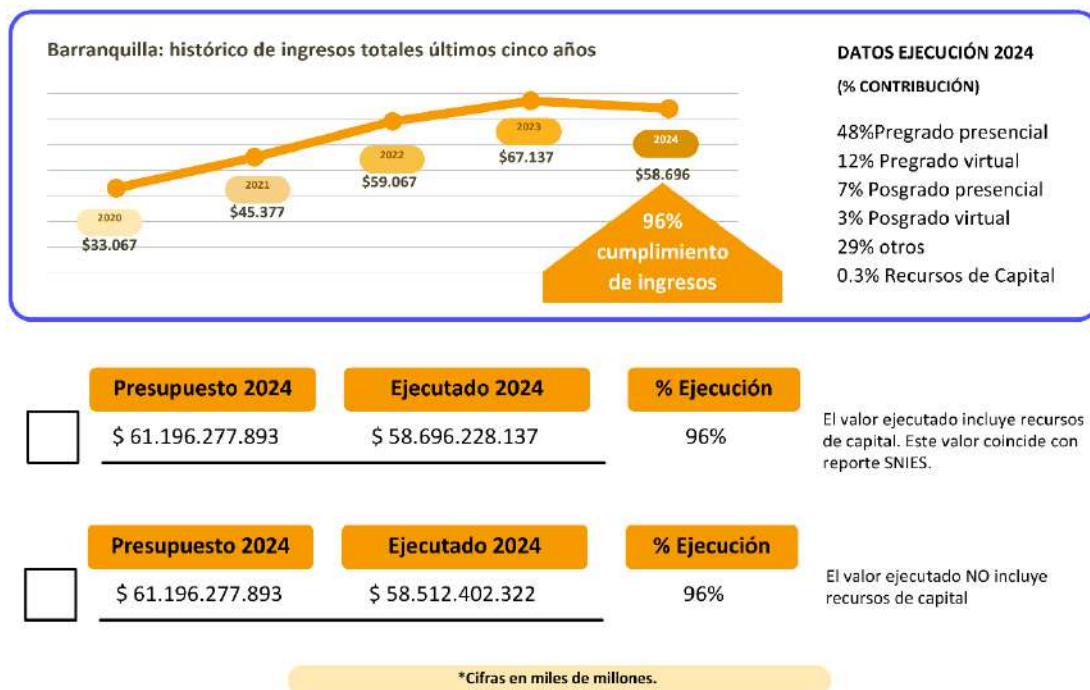 Barranquilla: histórico de ingresos totales últimos cinco años
2020
$33.067
2021
$45.377
2022
$59.067
2023
$67.137
2024
$58.696
96%
cumplimiento
de ingresos
DATOS EJECUCIÓN 2024
(% CONTRIBUCIÓN)
48%Pregrado presencial
12% Pregrado virtual
7% Posgrado presencial
3% Posgrado virtual
29% otros
0.3% Recursos de Capital
Presupuesto 2024 Ejecutado 2024 % Ejecución
$ 61.196.277.893 $ 58.696.228.137 96%
El valor ejecutado incluye recursos
de capital. Este valor coincide con
reporte SNIES.
Presupuesto 2024 Ejecutado 2024 % Ejecución
$ 61.196.277.893 $ 58.512.402.322 96%
El valor ejecutado NO incluye
recursos de capital
*Cifras en miles de millones.